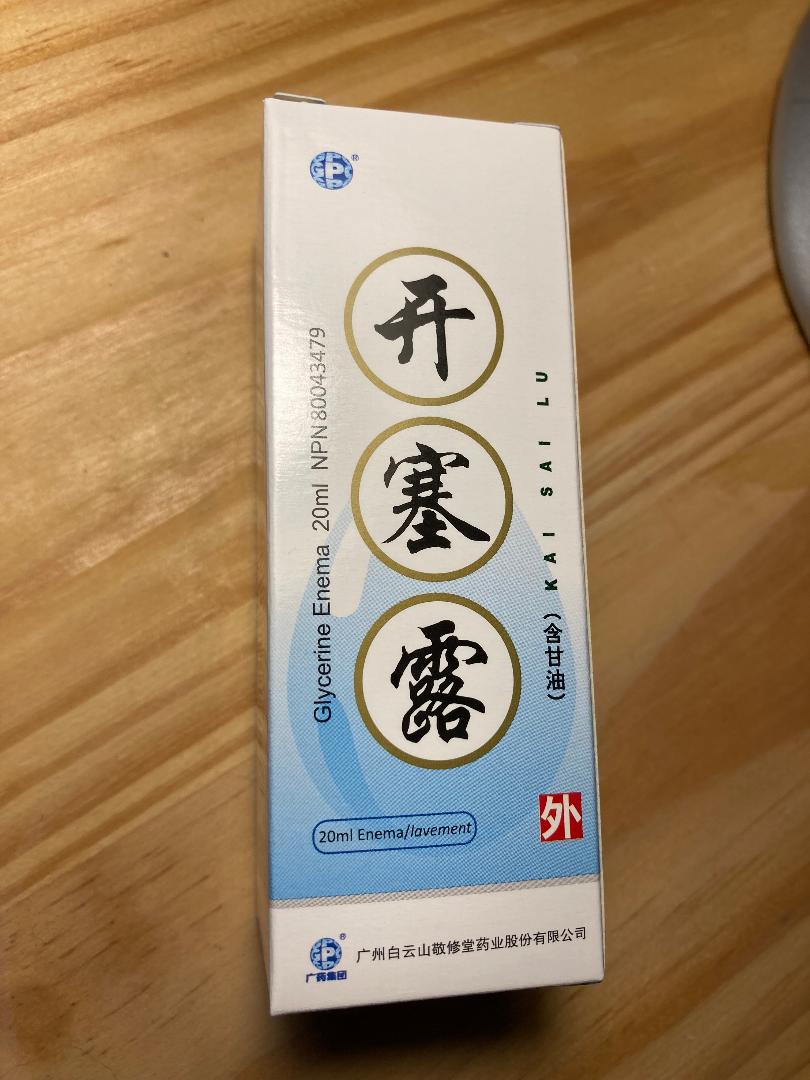 GPC
®
开塞露
Glycerine Enema 20ml NPN 80043479
(含甘油) KAI SAI LU
20ml Enema/lavement
外
®
广药集团
广州白云山敬修堂药业股份有限公司